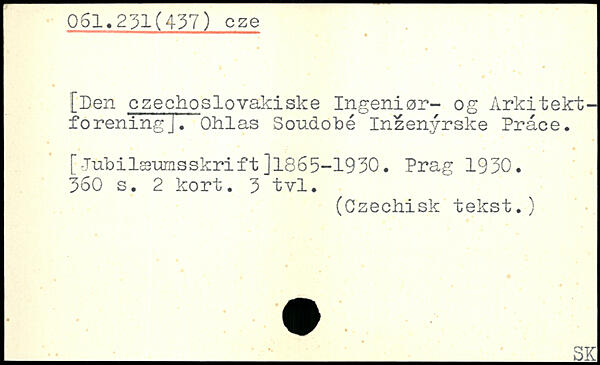 061.231(437) cze
[Den czechoslovakiske Ingeniør- og Arkitekt-
forening]. Ohlas Soudobé Inženýrske Práce.
[Jubilæumsskrift]1865-1930. Prag 1930.
360 s. 2 kort. 3 tvl.
(Czechisk tekst.)
SK